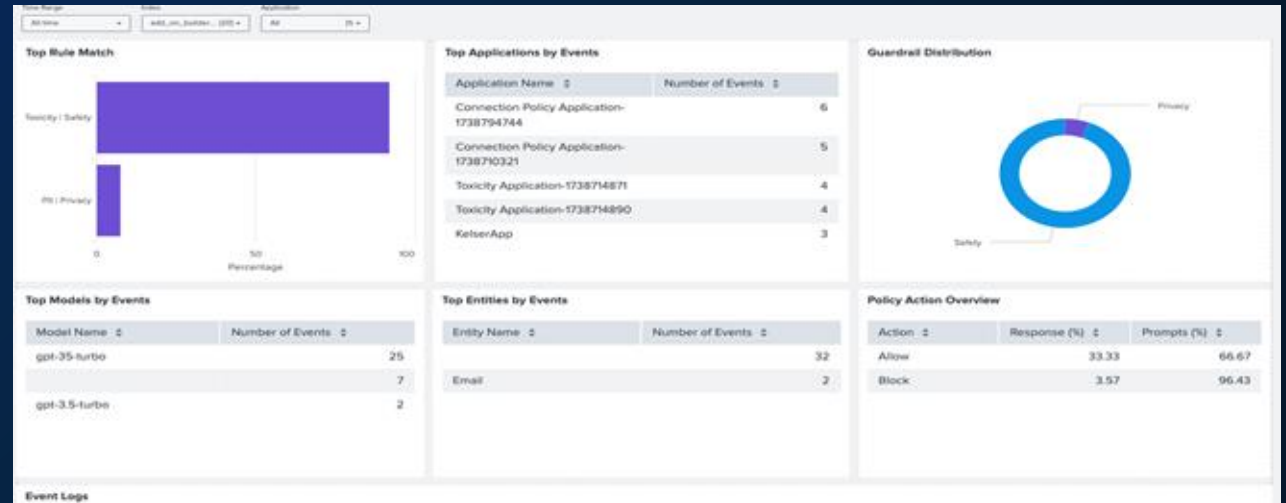 Time Range Index Application
All time add_on_builder... (20) All (1)
Top Rule Match
Toxicity | Safety
PII | Privacy
0 50 100
Percentage
Top Applications by Events
Application Name Number of Events
Connection Policy Application-
1738794744 6
Connection Policy Application-
1738710321 5
Toxicity Application-1738714871 4
Toxicity Application-1738714890 4
KelserApp 3
Guardrail Distribution
Privacy
Safety
Top Models by Events
Model Name Number of Events
gpt-35-turbo 25
7
gpt-3.5-turbo 2
Top Entities by Events
Entity Name Number of Events
32
Email 2
Policy Action Overview
Action Response (%) Prompts (%)
Allow 33.33 66.67
Block 3.57 96.43
Event Logs